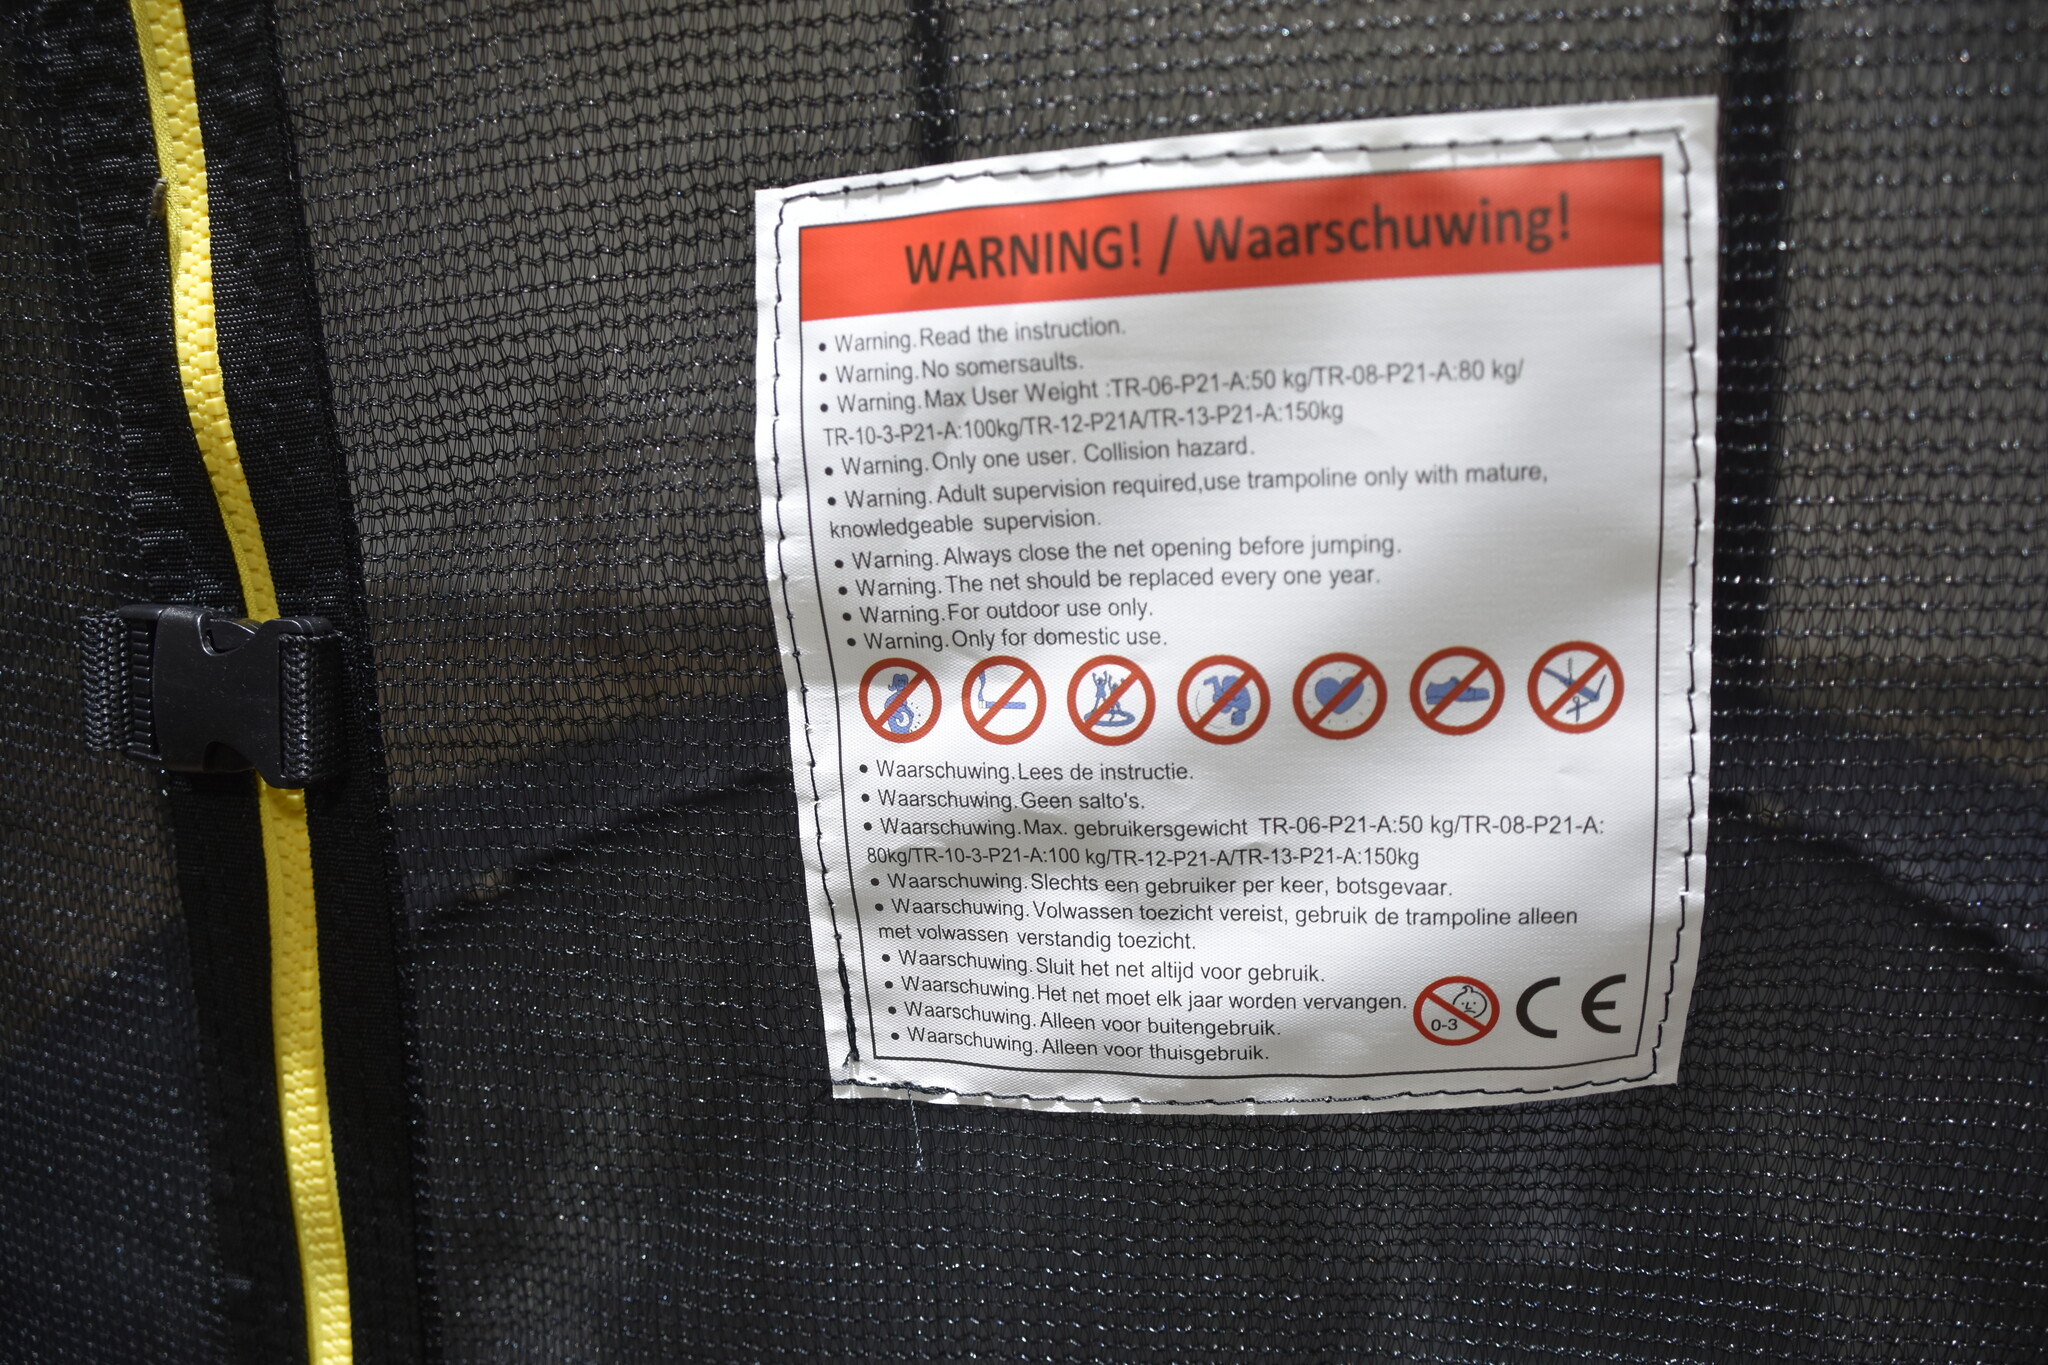 WARNING! / Waarschuwing!
• Warning.Read the instruction.
• Warning.No somersaults.
• Warning.Max User Weight :TR-06-P21-A:50 kg/TR-08-P21-A:80 kg/
TR-10-3-P21-A:100kg/TR-12-P21A/TR-13-P21-A:150kg
• Warning.Only one user. Collision hazard.
• Warning. Adult supervision required,use trampoline only with mature,
knowledgeable supervision.
• Warning. Always close the net opening before jumping.
• Warning. The net should be replaced every one year.
• Warning.For outdoor use only.
• Warning.Only for domestic use.
• Waarschuwing.Lees de instructie.
• Waarschuwing.Geen salto's.
• Waarschuwing.Max. gebruikersgewicht TR-06-P21-A:50 kg/TR-08-P21-A:
80kg/TR-10-3-P21-A:100 kg/TR-12-P21-A/TR-13-P21-A:150kg
• Waarschuwing.Slechts een gebruiker per keer, botsgevaar.
• Waarschuwing.Volwassen toezicht vereist, gebruik de trampoline alleen
met volwassen verstandig toezicht.
• Waarschuwing.Sluit het net altijd voor gebruik.
• Waarschuwing.Het net moet elk jaar worden vervangen.
• Waarschuwing.Alleen voor buitengebruik.
• Waarschuwing.Alleen voor thuisgebruik.
0-3
CE